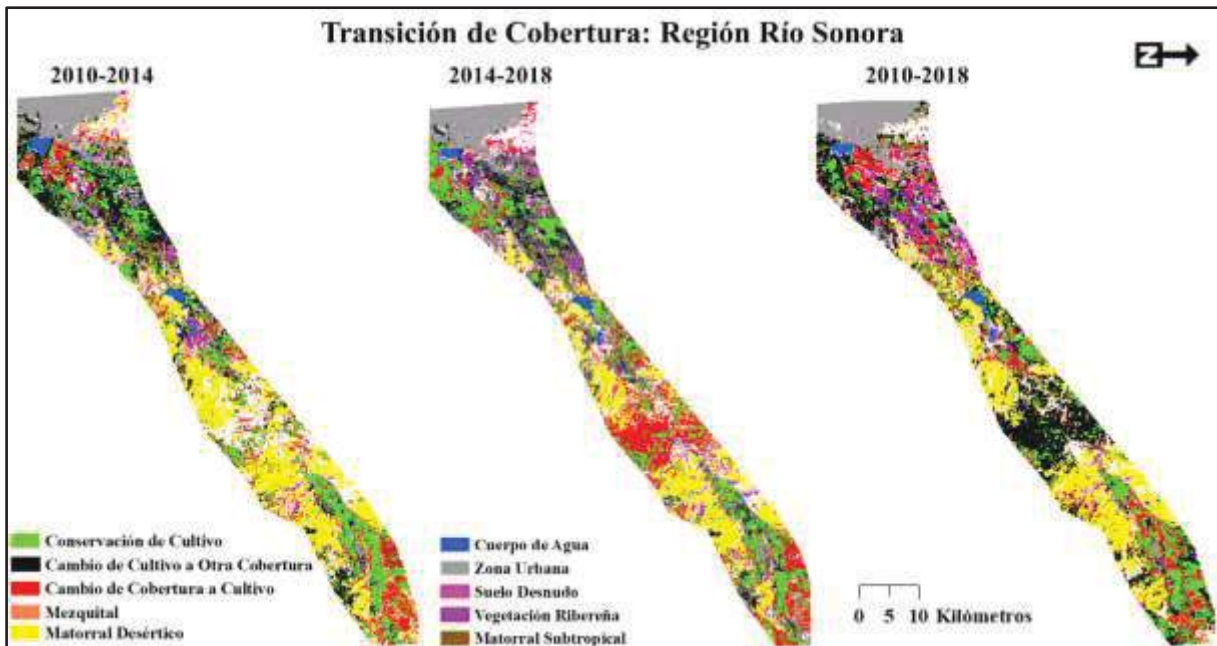 Transición de Cobertura: Región Río Sonora
2010-2014
2014-2018
2010-2018
Z
Conservación de Cultivo
Cambio de Cultivo a Otra Cobertura
Cambio de Cobertura a Cultivo
Mezquital
Matorral Desértico
Cuerpo de Agua
Zona Urbana
Suelo Desnudo
Vegetación Ribereña
Matorral Subtropical
0 5 10 Kilómetros